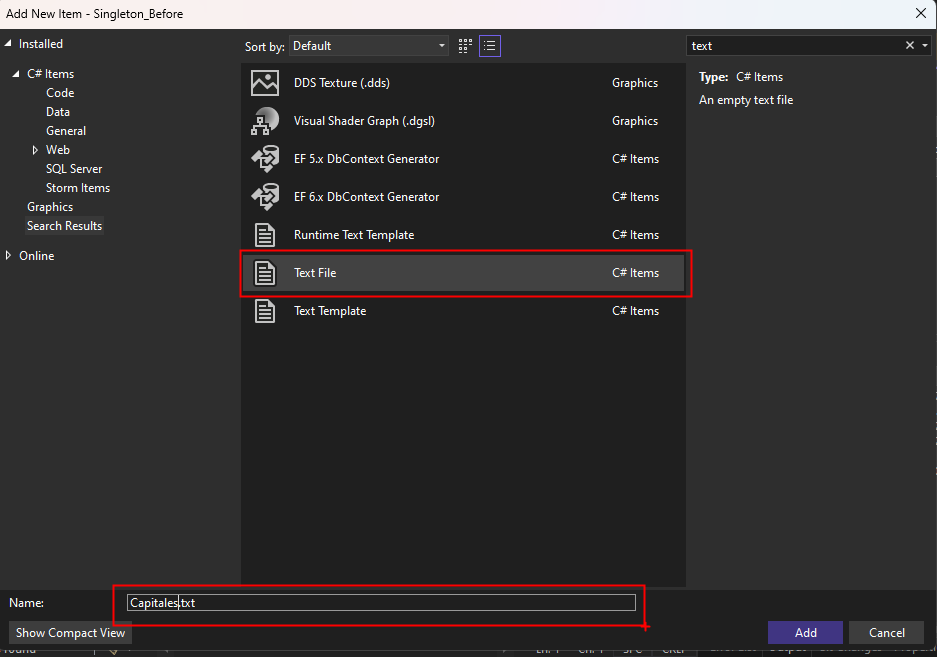 Add New Item - Singleton_Before
Installed
Sort by: Default
text
C# Items
Code
Data
General
Web
SQL Server
Storm Items
Graphics
Search Results
Online
DDS Texture (.dds) Graphics
Visual Shader Graph (.dgsl) Graphics
EF 5.x DbContext Generator C# Items
EF 6.x DbContext Generator C# Items
Runtime Text Template C# Items
Text File C# Items
Text Template C# Items
Type: C# Items
An empty text file
Name: Capitales.txt
Show Compact View Add Cancel